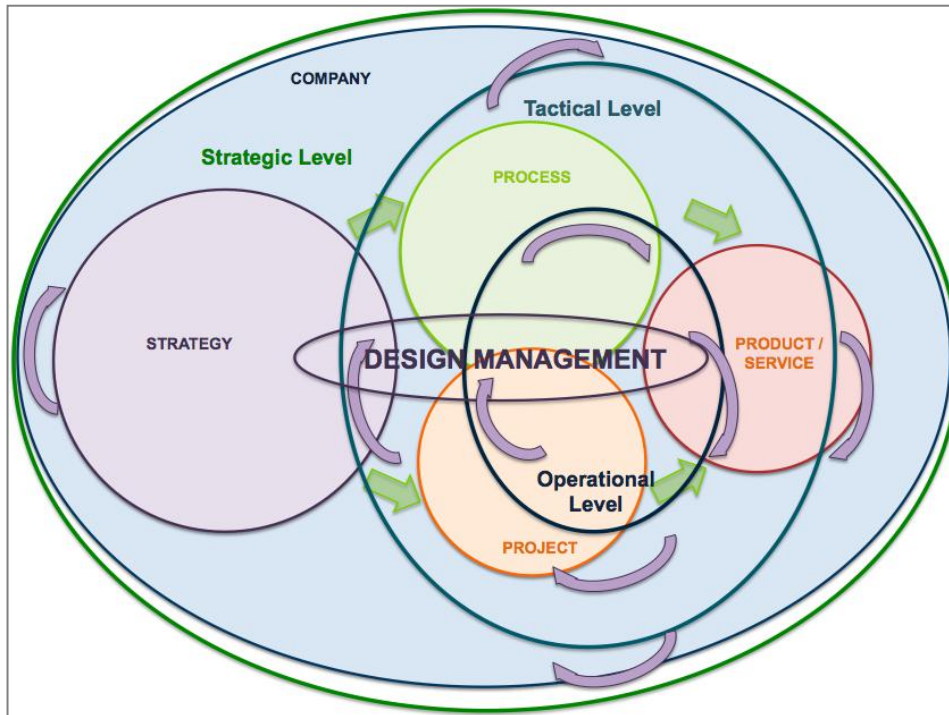 COMPANY
Tactical Level
Strategic Level
PROCESS
STRATEGY
DESIGN MANAGEMENT
PRODUCT /
SERVICE
Operational
Level
PROJECT